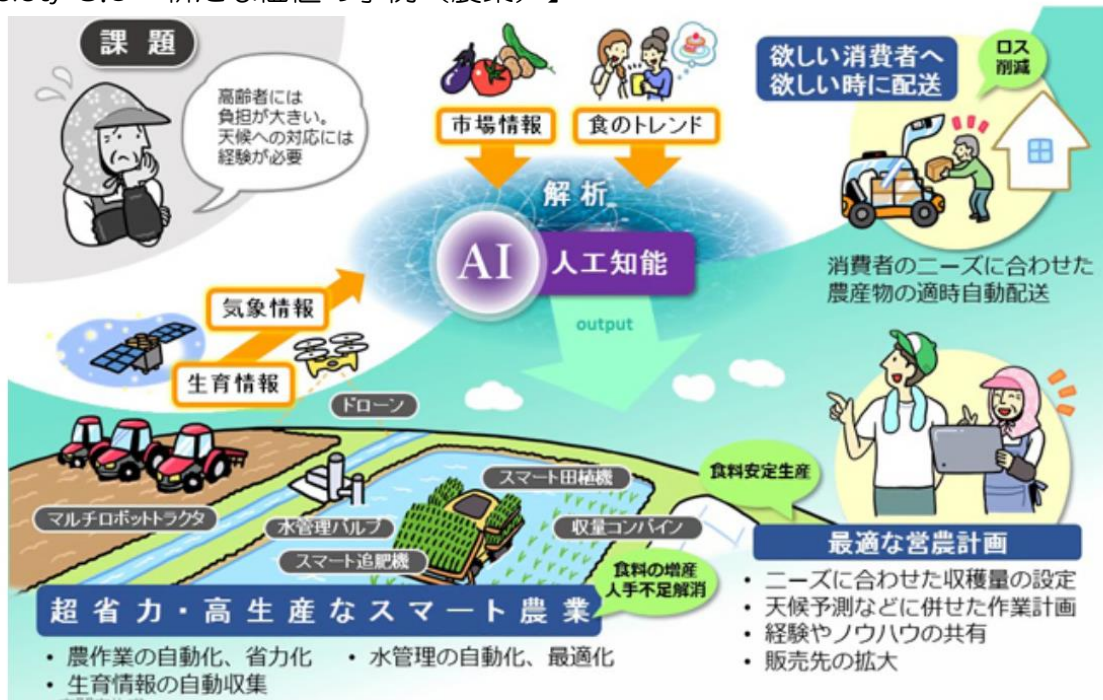 課題
高齢者には
負担が大きい。
天候への対応には
経験が必要
市場情報
食のトレンド
欲しい消費者へ
欲しい時に配送
ロス
削減
解析
AI 人工知能
消費者のニーズに合わせた
農産物の適時自動配送
気象情報
生育情報
output
ドローン
マルチロボットトラクタ
水管理バルブ
スマート追肥機
スマート田植機
収量コンバイン
食料安定生産
食料の増産
人手不足解消
超省力・高生産なスマート農業
・ 農作業の自動化、省力化 ・ 水管理の自動化、最適化
・ 生育情報の自動収集
最適な営農計画
・ ニーズに合わせた収穫量の設定
・ 天候予測などに併せた作業計画
・ 経験やノウハウの共有
・ 販売先の拡大